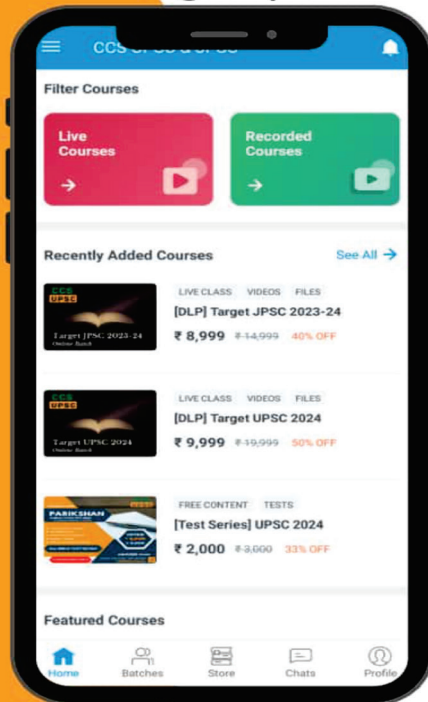 Filter Courses
Live
Courses
Recorded
Courses
Recently Added Courses
See All
CCS
UPSC
Target JPSC 2023-24
Online Batch
LIVE CLASS VIDEOS FILES
[DLP] Target JPSC 2023-24
₹ 8,999 ₹ 14,999 40% OFF
CCS
UPSC
Target UPSC 2024
Online Batch
LIVE CLASS VIDEOS FILES
[DLP] Target UPSC 2024
₹ 9,999 ₹ 19,999 50% OFF
PARIKSHAN
FREE CONTENT TESTS
[Test Series] UPSC 2024
₹ 2,000 ₹ 3,000 33% OFF
Featured Courses
Home
Batches
Store
Chats
Profile